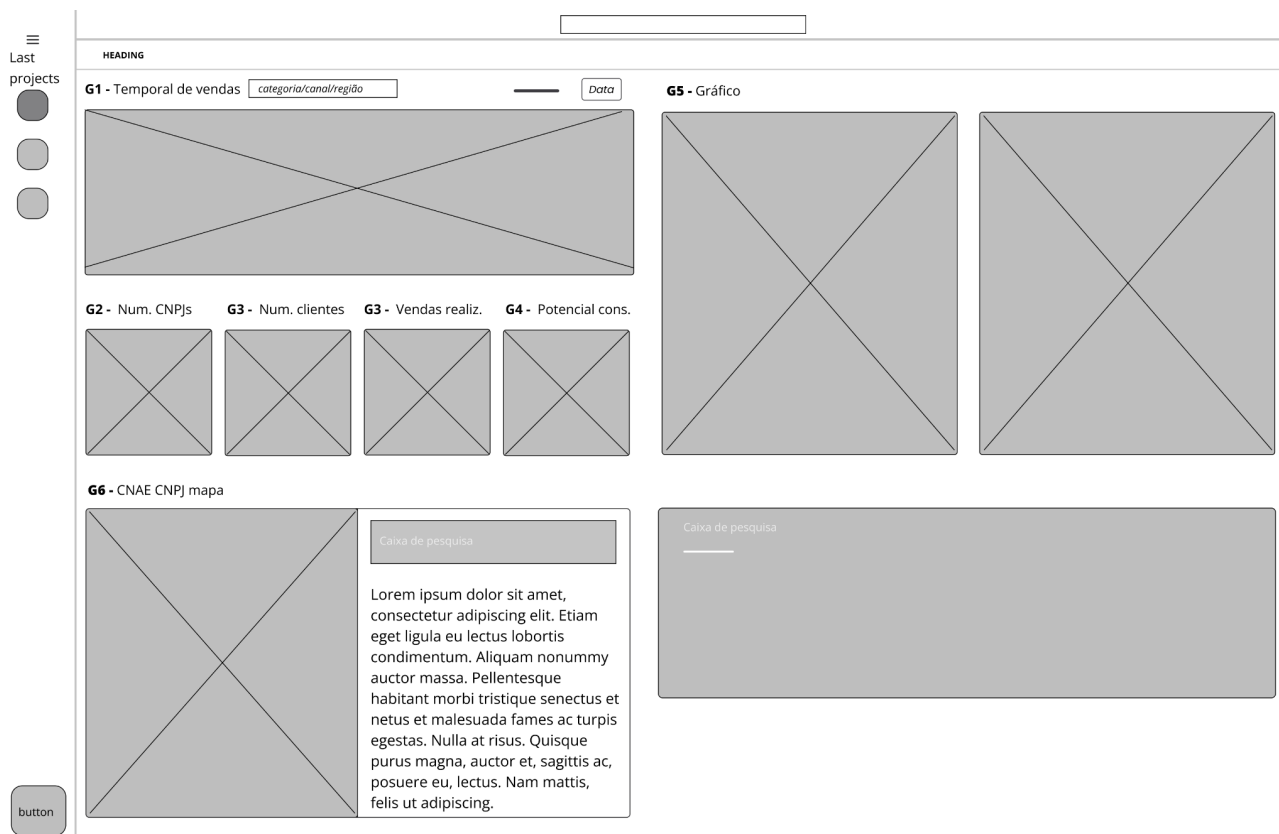 Last
projects
HEADING
G1 - Temporal de vendas
categoria/canal/região
Data
G5 - Gráfico
G2 - Num. CNPJs
G3 - Num. clientes
G3 - Vendas realiz.
G4 - Potencial cons.
G6 - CNAE CNPJ mapa
Caixa de pesquisa
Lorem ipsum dolor sit amet,
consectetur adipiscing elit. Etiam
eget ligula eu lectus lobortis
condimentum. Aliquam nonummy
auctor massa. Pellentesque
habitant morbi tristique senectus et
netus et malesuada fames ac turpis
egestas. Nulla at risus. Quisque
purus magna, auctor et, sagittis ac,
posuere eu, lectus. Nam mattis,
felis ut adipiscing.
Caixa de pesquisa
button